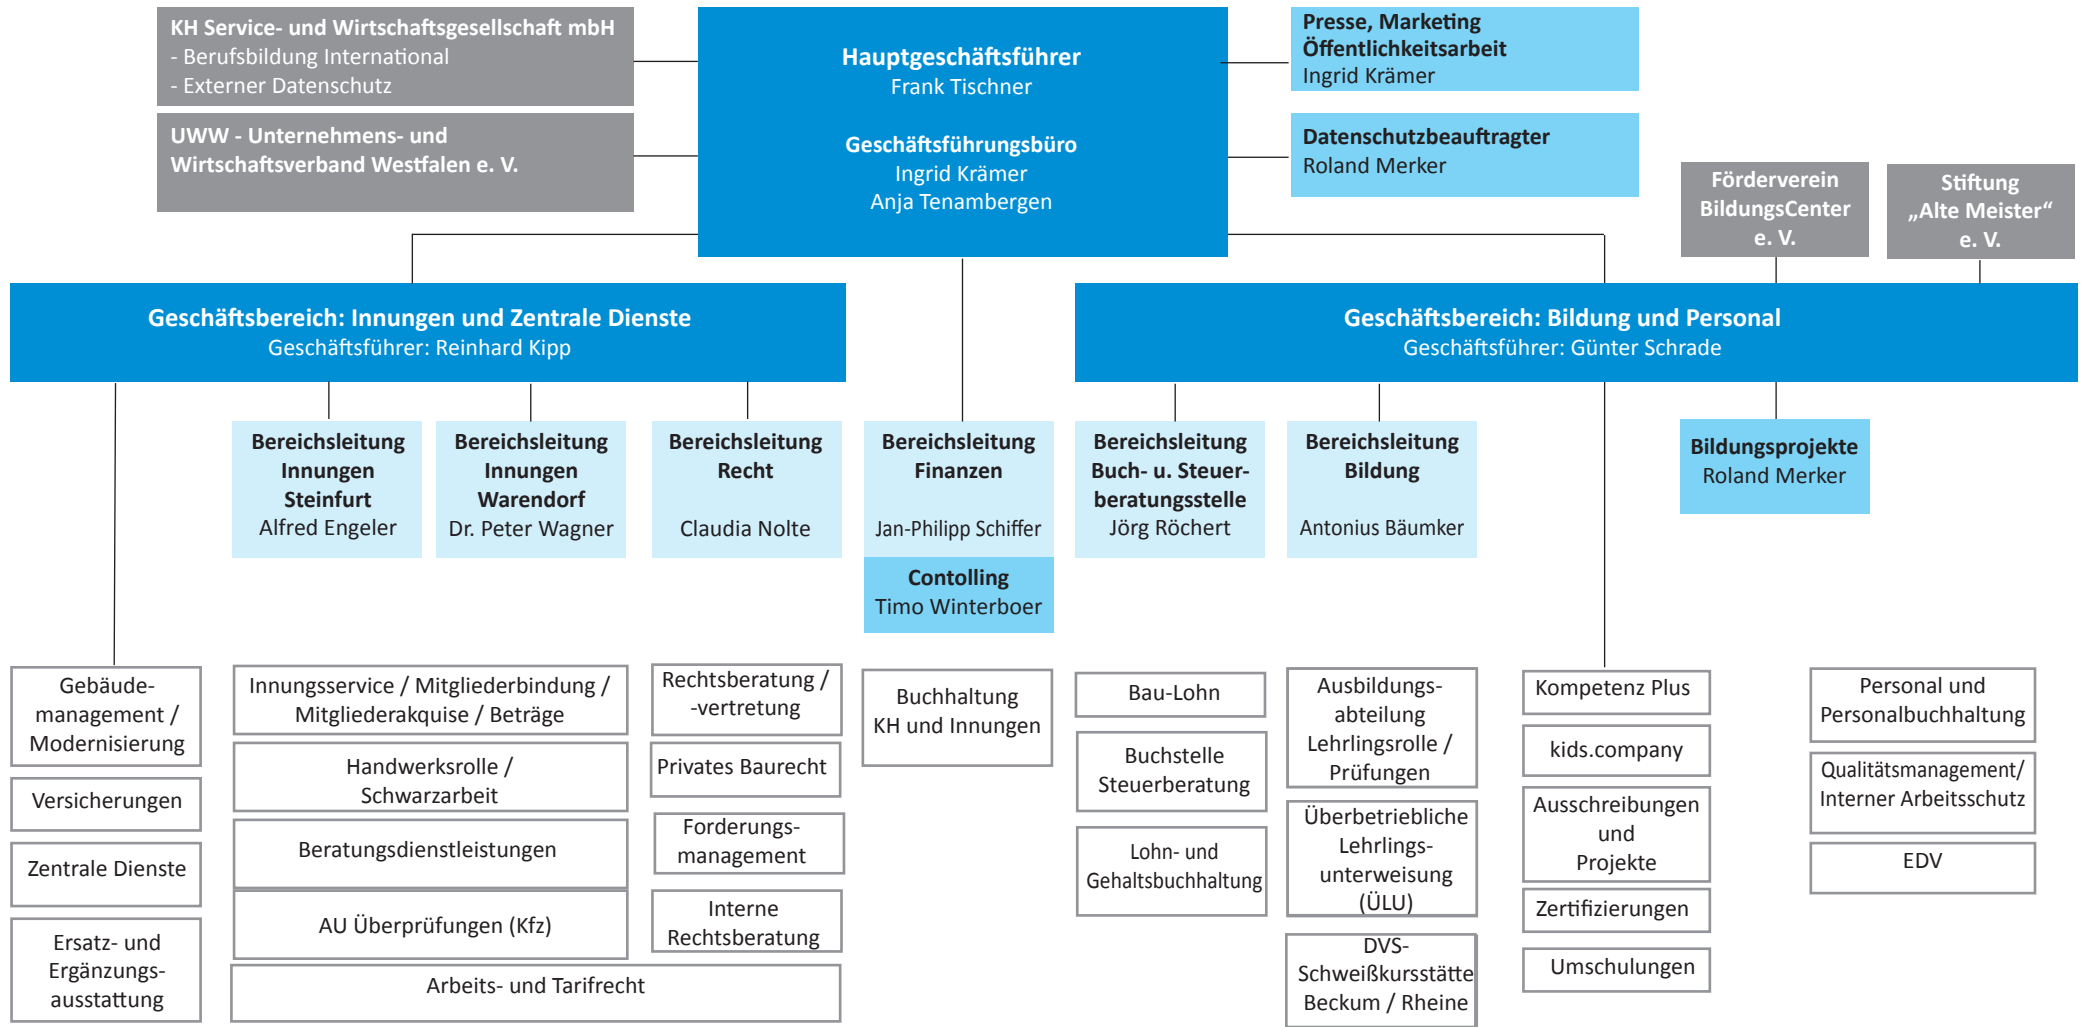 KH Service- und Wirtschaftsgesellschaft mbH
- Berufsbildung International
- Externer Datenschutz
UWW - Unternehmens- und
Wirtschaftsverband Westfalen e. V.
Hauptgeschäftsführer
Frank Tischner
Geschäftsführungsbüro
Ingrid Krämer
Anja Tenambergen
Presse, Marketing
Öffentlichkeitsarbeit
Ingrid Krämer
Datenschutzbeauftragter
Roland Merker
Förderverein
BildungsCenter
e. V.
Stiftung
„Alte Meister“
e. V.
Geschäftsbereich: Innungen und Zentrale Dienste
Geschäftsführer: Reinhard Kipp
Geschäftsbereich: Bildung und Personal
Geschäftsführer: Günter Schrade
Bereichsleitung
Innungen
Steinfurt
Alfred Engeler
Bereichsleitung
Innungen
Warendorf
Dr. Peter Wagner
Bereichsleitung
Recht
Claudia Nolte
Bereichsleitung
Finanzen
Jan-Philipp Schiffer
Contolling
Timo Winterboer
Bereichsleitung
Buch- u. Steuer-
beratungsstelle
Jörg Röchert
Bereichsleitung
Bildung
Antonius Bäumker
Bildungsprojekte
Roland Merker
Gebäude-
management /
Modernisierung
Versicherungen
Zentrale Dienste
Ersatz- und
Ergänzungs-
ausstattung
Innungsservice / Mitgliederbindung /
Mitgliederakquise / Beträge
Handwerksrolle /
Schwarzarbeit
Beratungsdienstleistungen
AU Überprüfungen (Kfz)
Arbeits- und Tarifrecht
Rechtsberatung /
-vertretung
Privates Baurecht
Forderungs-
management
Interne
Rechtsberatung
Buchhaltung
KH und Innungen
Bau-Lohn
Buchstelle
Steuerberatung
Lohn- und
Gehaltsbuchhaltung
Ausbildungs-
abteilung
Lehrlingsrolle /
Prüfungen
Überbetriebliche
Lehrlings-
unterweisung
(ÜLU)
DVS-
Schweißkursstätte
Beckum / Rheine
Kompetenz Plus
kids.company
Ausschreibungen
und
Projekte
Zertifizierungen
Umschulungen
Personal und
Personalbuchhaltung
Qualitätsmanagement/
Interner Arbeitsschutz
EDV